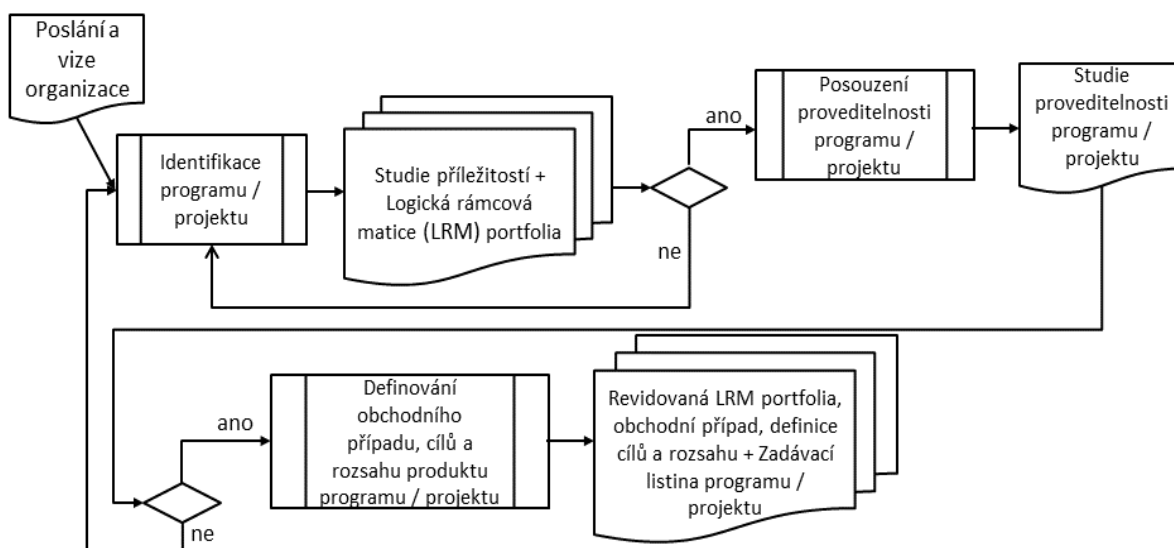 Poslání a
vize
organizace
Identifikace
programu /
projektu
Studie příležitostí +
Logická rámcová
matice (LRM) portfolia
ano
ne
Posouzení
proveditelnosti
programu /
projektu
Studie
proveditelnosti
programu /
projektu
ano
ne
Definování
obchodního
případu, cílů a
rozsahu produktu
programu / projektu
Revidovaná LRM portfolia,
obchodní případ, definice
cílů a rozsahu + Zadávací
listina programu /
projektu